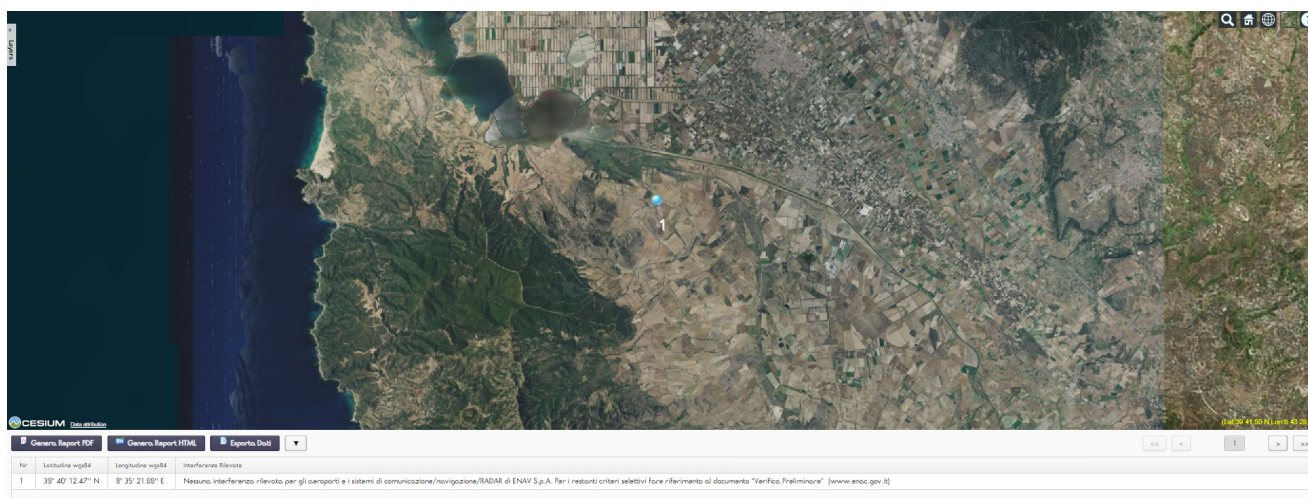 Layers
1
CESIUM Data attribution
(Lat:39 41 50 N,Lon:8 43 28
Genera Report PDF Genera Report HTML Esporta Dati ▼ << < 1 > >>
Nr Latitudine wgs84 Longitudine wgs84 Interferenze Rilevate
1 39° 40' 12.47'' N 8° 35' 21.68'' E Nessuna interferenza rilevata per gli aeroporti e i sistemi di comunicazione/navigazione/RADAR di ENAV S.p.A. Per i restanti criteri selettivi fare riferimento al documento "Verifica Preliminare" (www.enac.gov.it)